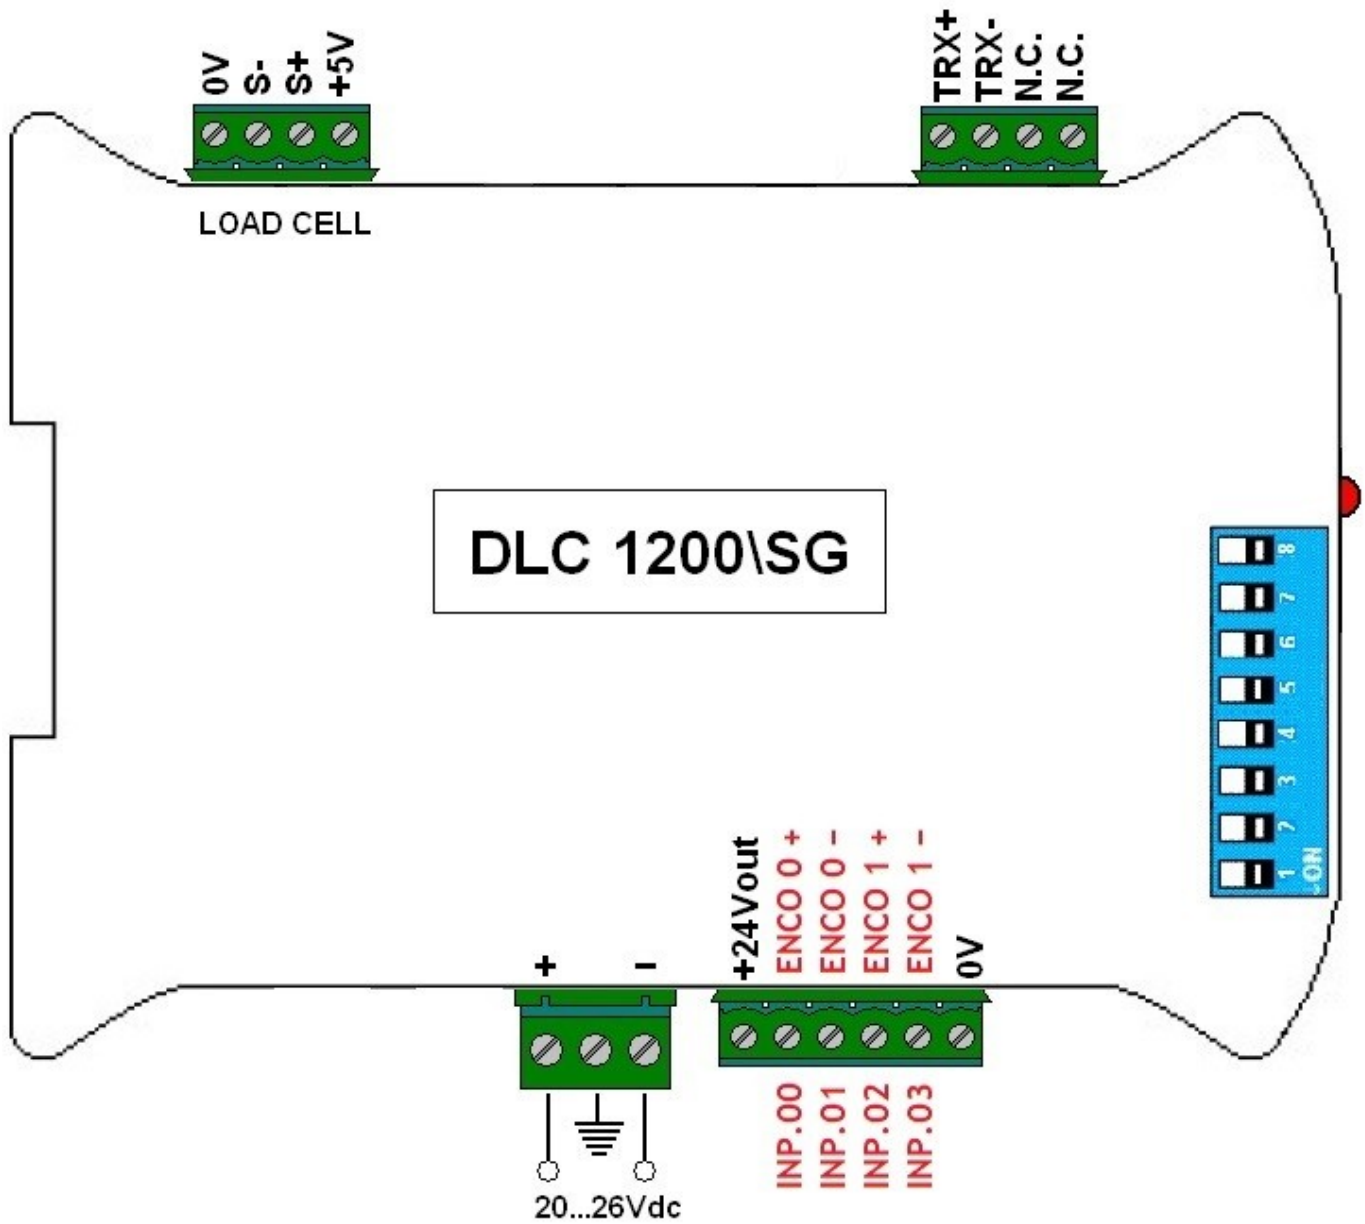 0V
S-
S+
+5V
TRX+
TRX-
N.C.
N.C.
LOAD CELL
DLC 1200\SG
8
7
6
5
4
3
2
1
ON
+24Vout
ENCO 0 +
ENCO 0 -
ENCO 1 +
ENCO 1 -
0V
+
-
INP.00
INP.01
INP.02
INP.03
20...26Vdc